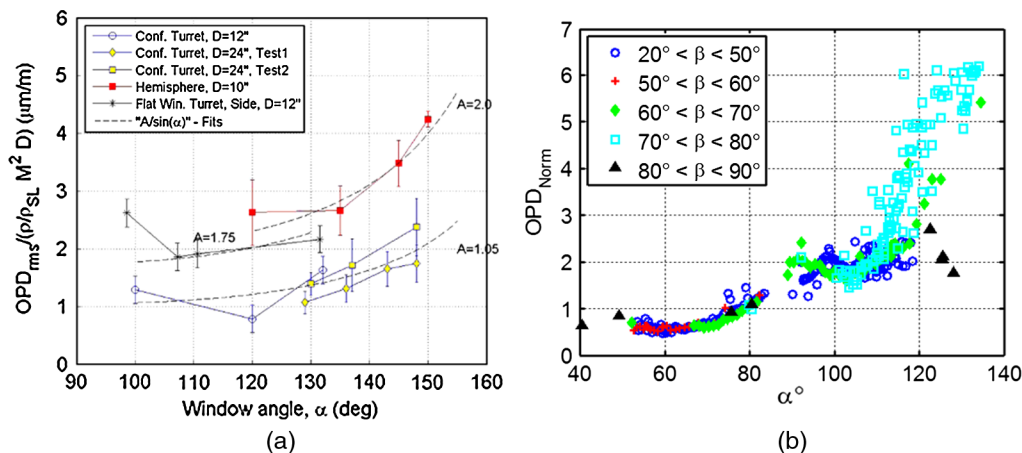 OPD_rms/(ρ/ρ_SL M² D) (μm/m)
6
5
4
3
2
1
0
Conf. Turret, D=12"
Conf. Turret, D=24", Test1
Conf. Turret, D=24", Test2
Hemisphere, D=10"
Flat Win. Turret, Side, D=12"
"A/sin(α)" - Fits
A=2.0
A=1.75
A=1.05
90 100 110 120 130 140 150 160
Window angle, α (deg)
(a)
OPD_Norm
7
6
5
4
3
2
1
0
20° < β < 50°
50° < β < 60°
60° < β < 70°
70° < β < 80°
80° < β < 90°
40 60 80 100 120 140
α°
(b)